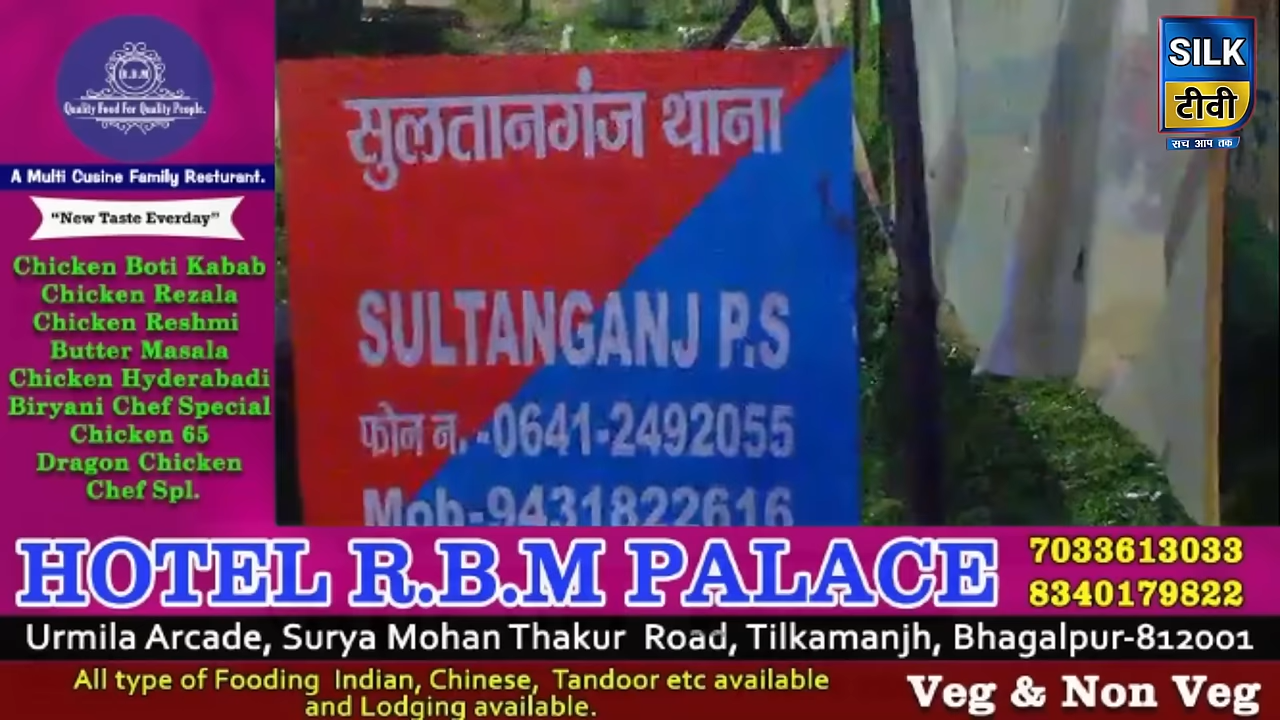 R.B.M
Quality Food For Quality People.
A Multi Cusine Family Resturant.
"New Taste Everday"
Chicken Boti Kabab
Chicken Rezala
Chicken Reshmi
Butter Masala
Chicken Hyderabadi
Biryani Chef Special
Chicken 65
Dragon Chicken
Chef Spl.
सुलतानगंज थाना
SULTANGANJ P.S
फोन न. -0641-2492055
Mob-9431822616
SILK
टीवी
सच आप तक
HOTEL R.B.M PALACE
7033613033
8340179822
Urmila Arcade, Surya Mohan Thakur Road, Tilkamanjh, Bhagalpur-812001
All type of Fooding Indian, Chinese, Tandoor etc available
and Lodging available.
Veg & Non Veg